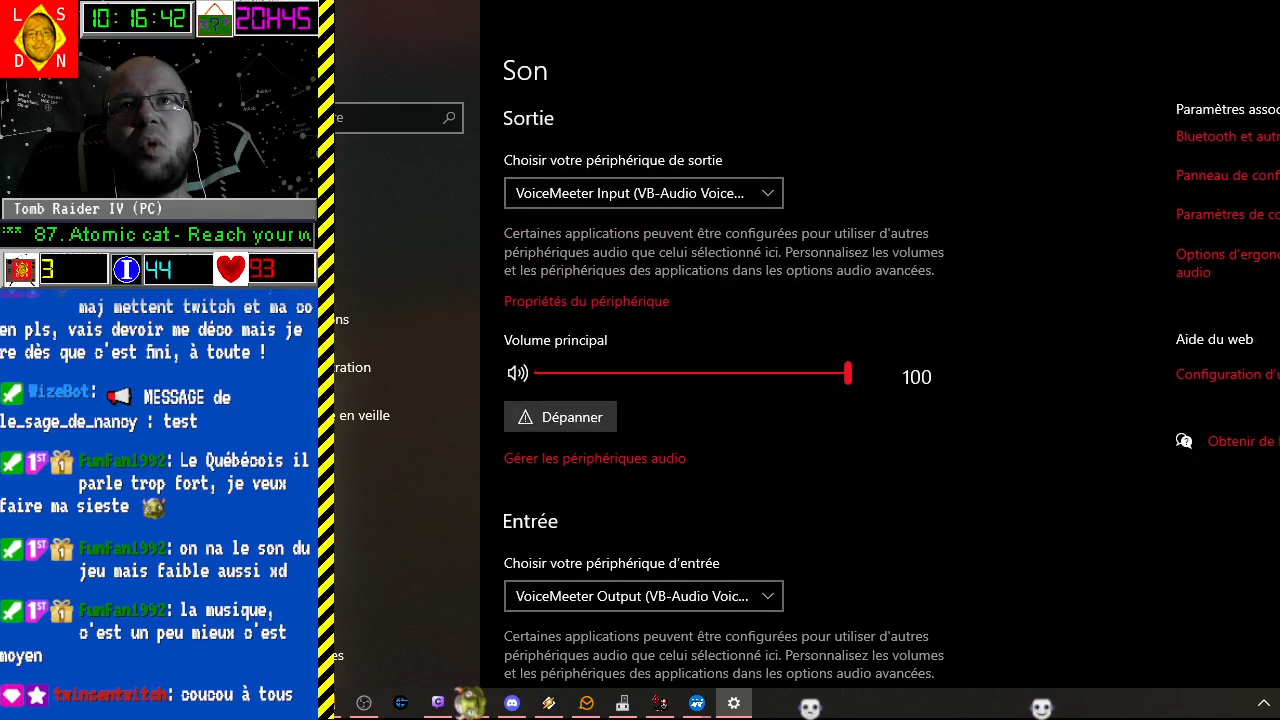 L S
D N
10:16:42
20H45
Tomb Raider IV (PC)
87. Atomic cat - Reach your w
3
44
93
maj mettent twitch et ma co
en pls, vais devoir me déco mais je
re dès que c'est fini, à toute !
WizeBot: MESSAGE de
le_sage_de_nancy : test
FunFan1992: Le Québécois il
parle trop fort, je veux
faire ma sieste
FunFan1992: on na le son du
jeu mais faible aussi xd
FunFan1992: la musique,
c'est un peu mieux c'est
moyen
twinsentwitch: coucou à tous
re
ns
ration
en veille
es
Son
Sortie
Choisir votre périphérique de sortie
VoiceMeeter Input (VB-Audio Voice...
Certaines applications peuvent être configurées pour utiliser d'autres
périphériques audio que celui sélectionné ici. Personnalisez les volumes
et les périphériques des applications dans les options audio avancées.
Propriétés du périphérique
Volume principal
100
Dépanner
Gérer les périphériques audio
Entrée
Choisir votre périphérique d'entrée
VoiceMeeter Output (VB-Audio Voic...
Certaines applications peuvent être configurées pour utiliser d'autres
périphériques audio que celui sélectionné ici. Personnalisez les volumes
et les périphériques des applications dans les options audio avancées.
Paramètres assoc
Bluetooth et autr
Panneau de conf
Paramètres de co
Options d'ergono
audio
Aide du web
Configuration d'u
Obtenir de l